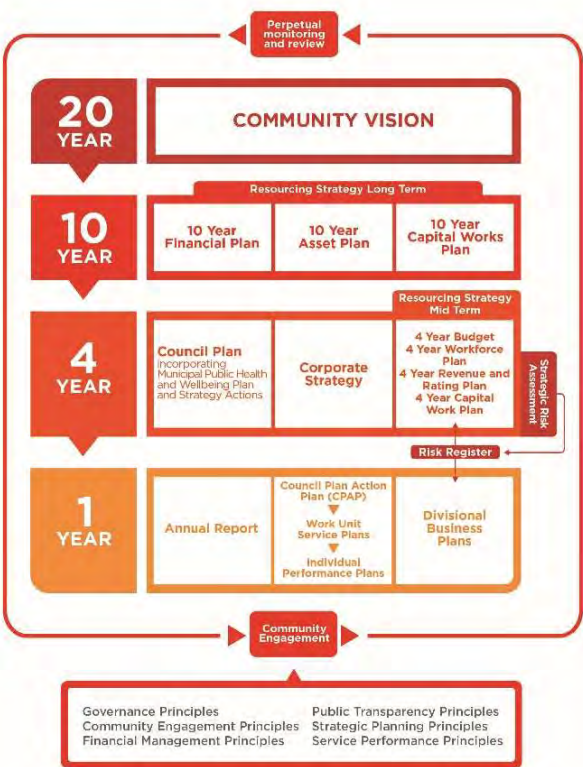 Perpetual
monitoring
and review
20
YEAR
COMMUNITY VISION
Resourcing Strategy Long Term
10
YEAR
10 Year
Financial Plan
10 Year
Asset Plan
10 Year
Capital Works
Plan
Resourcing Strategy
Mid Term
4
YEAR
Council Plan
Incorporating
Municipal Public Health
and Wellbeing Plan
and Strategy Actions
Corporate
Strategy
4 Year Budget
4 Year Workforce
Plan
4 Year Revenue and
Rating Plan
4 Year Capital
Work Plan
Strategic Risk
Assessment
Risk Register
1
YEAR
Annual Report
Council Plan Action
Plan (CPAP)
Work Unit
Service Plans
Individual
Performance Plans
Divisional
Business
Plans
Community
Engagement
Governance Principles
Community Engagement Principles
Financial Management Principles
Public Transparency Principles
Strategic Planning Principles
Service Performance Principles